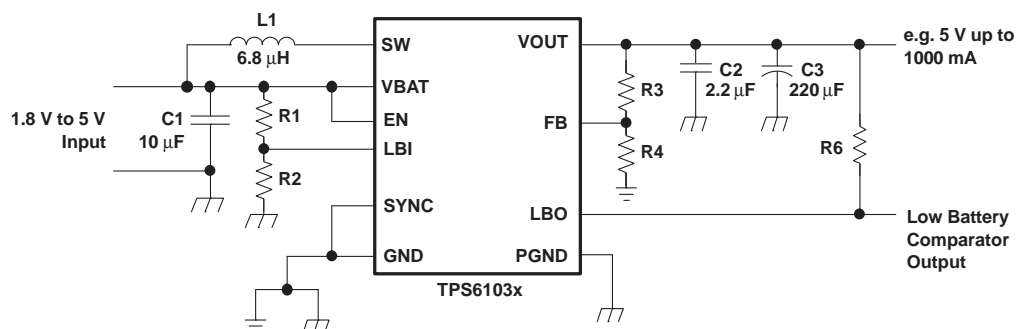 L1
6.8 µH
SW
VBAT
EN
LBI
SYNC
GND
VOUT
FB
LBO
PGND
TPS6103x
1.8 V to 5 V
Input
C1
10 µF
R1
R2
R3
R4
C2
2.2 µF
C3
220 µF
R6
e.g. 5 V up to
1000 mA
Low Battery
Comparator
Output